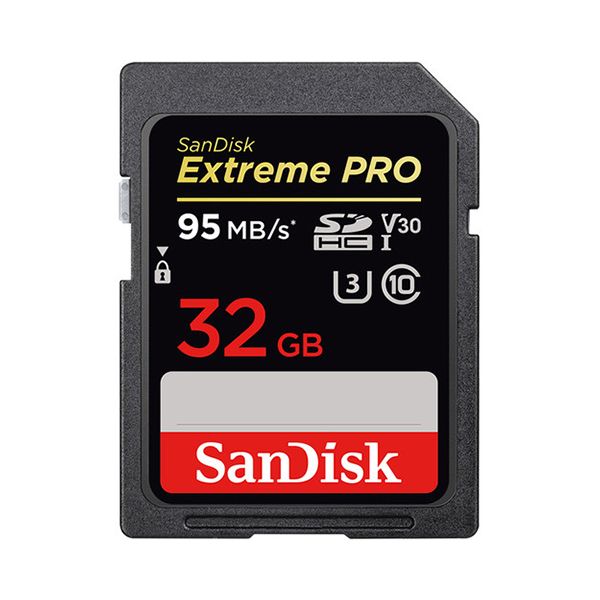 SanDisk
Extreme PRO
95 MB/s*
SD HC I V30
U3 10
32 GB
SanDisk